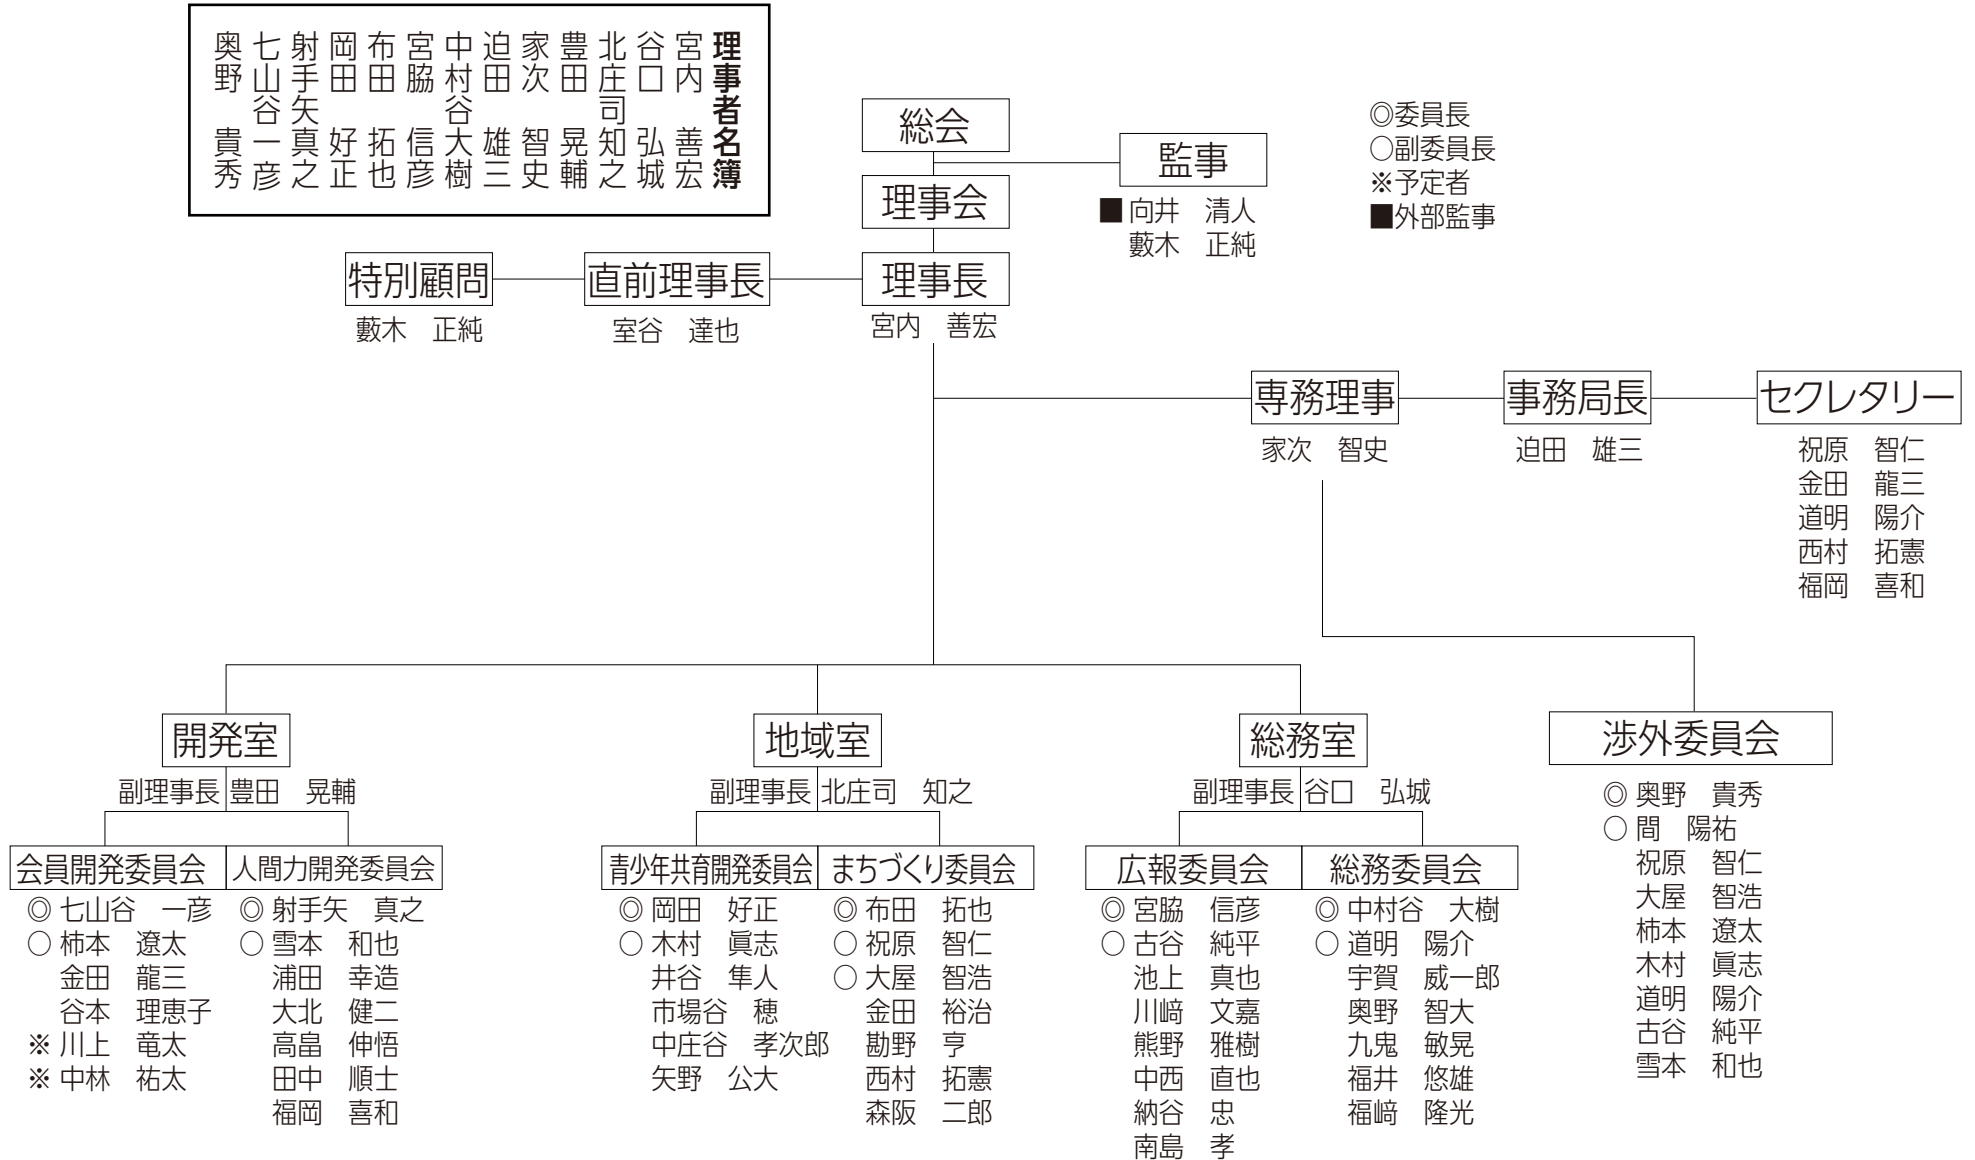 理事者名簿
宮内　善宏
谷口　弘城
北庄司知之
豊田　晃輔
家次　智史
迫田　雄三
中村谷大樹
宮脇　信彦
布田　拓也
岡田　好正
射手矢真之
七山谷一彦
奥野　貴秀
総会
監事
■ 向井　清人
藪木　正純
◎委員長
○副委員長
※予定者
■外部監事
理事会
特別顧問
藪木　正純
直前理事長
室谷　達也
理事長
宮内　善宏
専務理事
家次　智史
事務局長
迫田　雄三
セクレタリー
祝原　智仁
金田　龍三
道明　陽介
西村　拓憲
福岡　喜和
開発室
副理事長 豊田　晃輔
会員開発委員会
◎ 七山谷　一彦
○ 柿本　遼太
金田　龍三
谷本　理恵子
※ 川上　竜太
※ 中林　祐太
人間力開発委員会
◎ 射手矢　真之
○ 雪本　和也
浦田　幸造
大北　健二
高畠　伸悟
田中　順士
福岡　喜和
地域室
副理事長 北庄司　知之
青少年共育開発委員会
◎ 岡田　好正
○ 木村　眞志
井谷　隼人
市場谷　穂
中庄谷　孝次郎
矢野　公大
まちづくり委員会
◎ 布田　拓也
○ 祝原　智仁
○ 大屋　智浩
金田　裕治
勘野　亨
西村　拓憲
森阪　二郎
総務室
副理事長 谷口　弘城
広報委員会
◎ 宮脇　信彦
○ 古谷　純平
池上　真也
川﨑　文嘉
熊野　雅樹
中西　直也
納谷　忠
南島　孝
総務委員会
◎ 中村谷　大樹
○ 道明　陽介
宇賀　威一郎
奥野　智大
九鬼　敏晃
福井　悠雄
福﨑　隆光
渉外委員会
◎ 奥野　貴秀
○ 間　陽祐
祝原　智仁
大屋　智浩
柿本　遼太
木村　眞志
道明　陽介
古谷　純平
雪本　和也